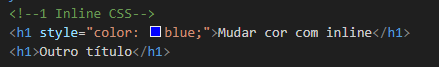 <!--1 Inline CSS-->
<h1 style="color: blue;">Mudar cor com inline</h1>
<h1>Outro título</h1>